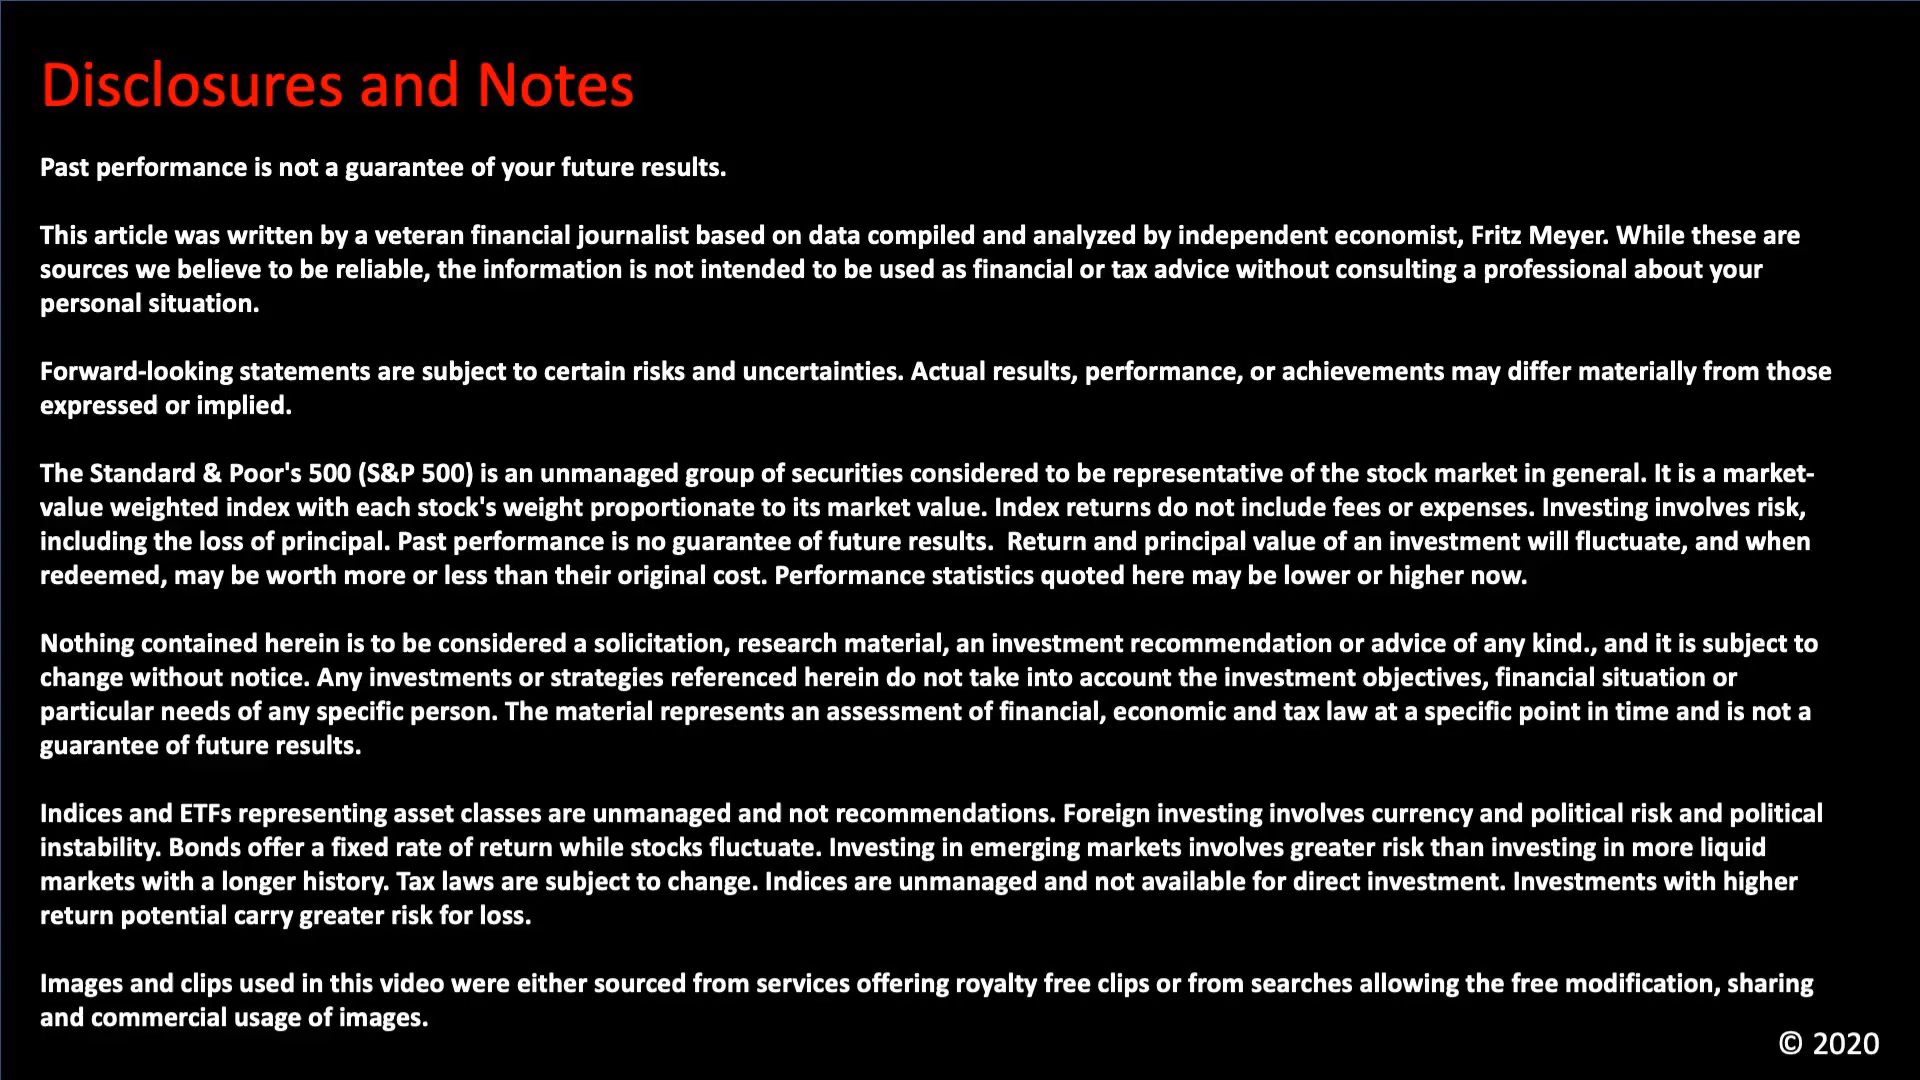 Disclosures and Notes
Past performance is not a guarantee of your future results.
This article was written by a veteran financial journalist based on data compiled and analyzed by independent economist, Fritz Meyer. While these are
sources we believe to be reliable, the information is not intended to be used as financial or tax advice without consulting a professional about your
personal situation.
Forward-looking statements are subject to certain risks and uncertainties. Actual results, performance, or achievements may differ materially from those
expressed or implied.
The Standard & Poor's 500 (S&P 500) is an unmanaged group of securities considered to be representative of the stock market in general. It is a market-
value weighted index with each stock's weight proportionate to its market value. Index returns do not include fees or expenses. Investing involves risk,
including the loss of principal. Past performance is no guarantee of future results.  Return and principal value of an investment will fluctuate, and when
redeemed, may be worth more or less than their original cost. Performance statistics quoted here may be lower or higher now.
Nothing contained herein is to be considered a solicitation, research material, an investment recommendation or advice of any kind., and it is subject to
change without notice. Any investments or strategies referenced herein do not take into account the investment objectives, financial situation or
particular needs of any specific person. The material represents an assessment of financial, economic and tax law at a specific point in time and is not a
guarantee of future results.
Indices and ETFs representing asset classes are unmanaged and not recommendations. Foreign investing involves currency and political risk and political
instability. Bonds offer a fixed rate of return while stocks fluctuate. Investing in emerging markets involves greater risk than investing in more liquid
markets with a longer history. Tax laws are subject to change. Indices are unmanaged and not available for direct investment. Investments with higher
return potential carry greater risk for loss.
Images and clips used in this video were either sourced from services offering royalty free clips or from searches allowing the free modification, sharing
and commercial usage of images.
© 2020